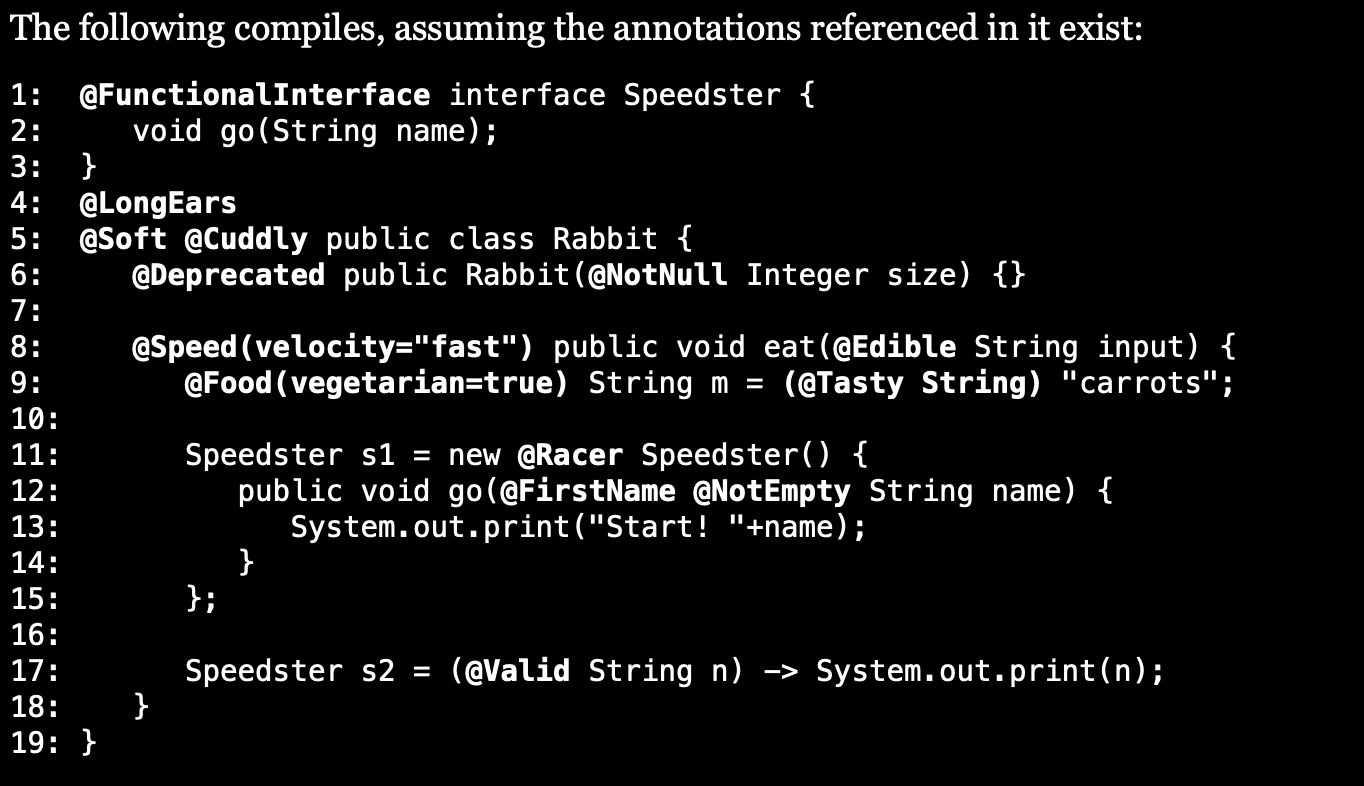 The following compiles, assuming the annotations referenced in it exist:
1:  @FunctionalInterface interface Speedster {
2:     void go(String name);
3:  }
4:  @LongEars
5:  @Soft @Cuddly public class Rabbit {
6:     @Deprecated public Rabbit(@NotNull Integer size) {}
7:
8:     @Speed(velocity="fast") public void eat(@Edible String input) {
9:        @Food(vegetarian=true) String m = (@Tasty String) "carrots";
10:
11:       Speedster s1 = new @Racer Speedster() {
12:          public void go(@FirstName @NotEmpty String name) {
13:             System.out.print("Start! "+name);
14:          }
15:       };
16:
17:       Speedster s2 = (@Valid String n) –> System.out.print(n);
18:    }
19: }